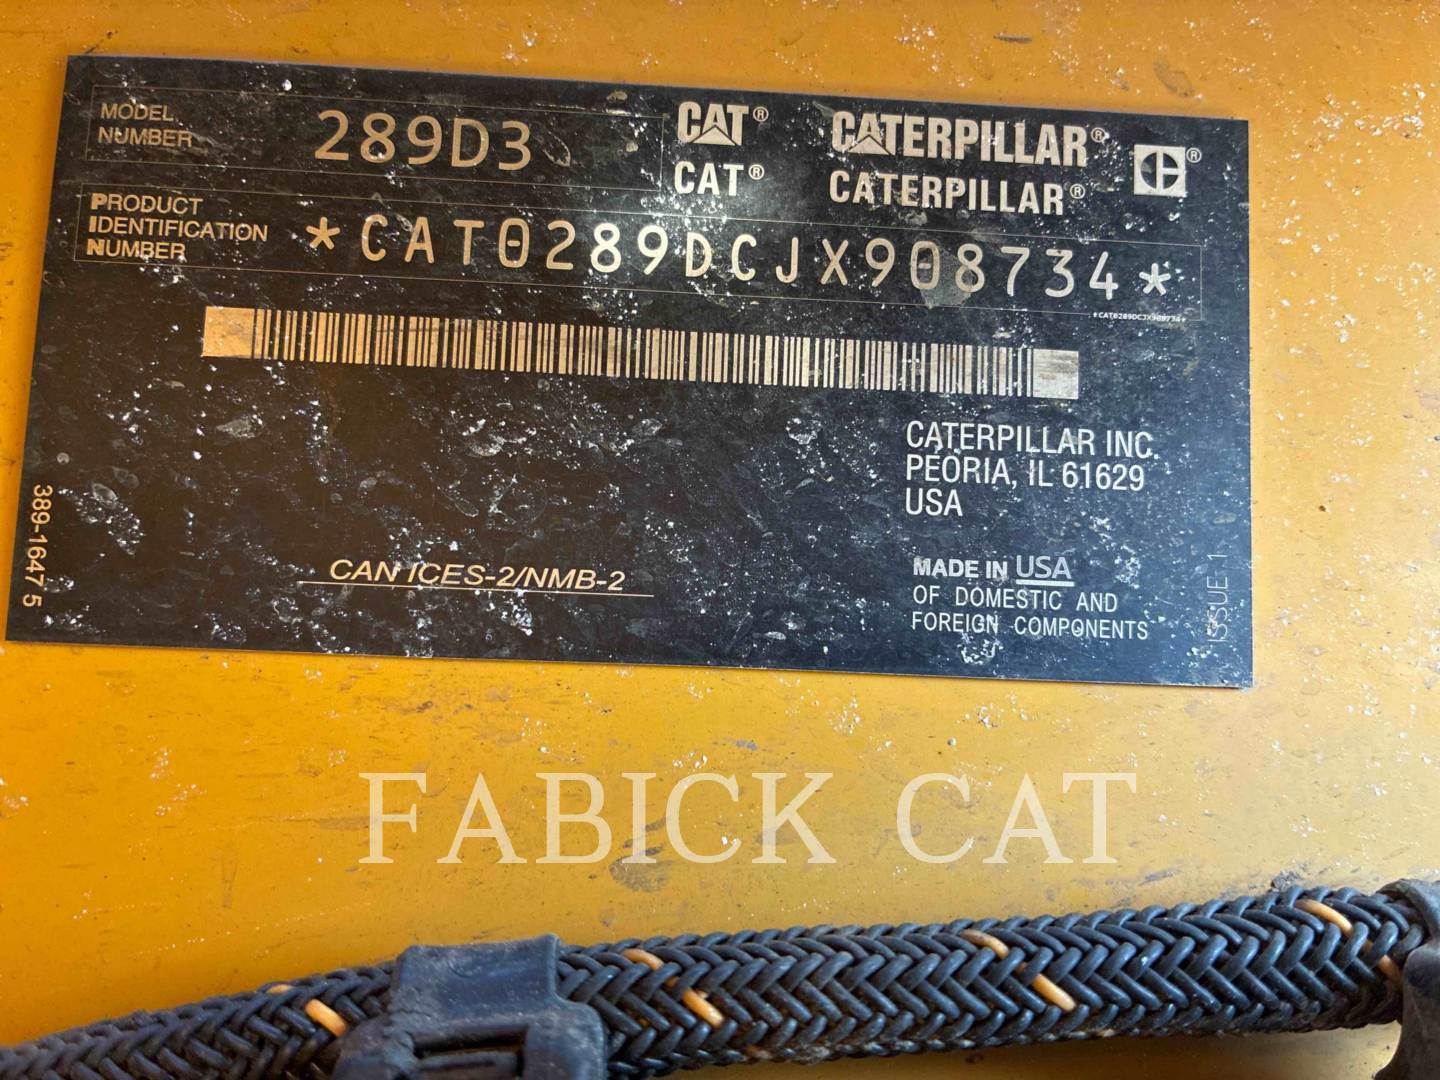 MODEL
NUMBER
289D3
CAT® CATERPILLAR® ®
CAT® CATERPILLAR®
PRODUCT
IDENTIFICATION
NUMBER
*CAT0289DCJX908734*
*CAT0289DCJX908734*
CATERPILLAR INC.
PEORIA, IL 61629
USA
389-1647 5
CAN ICES-2/NMB-2
MADE IN USA
OF DOMESTIC AND
FOREIGN COMPONENTS
ISSUE 1
FABICK CAT